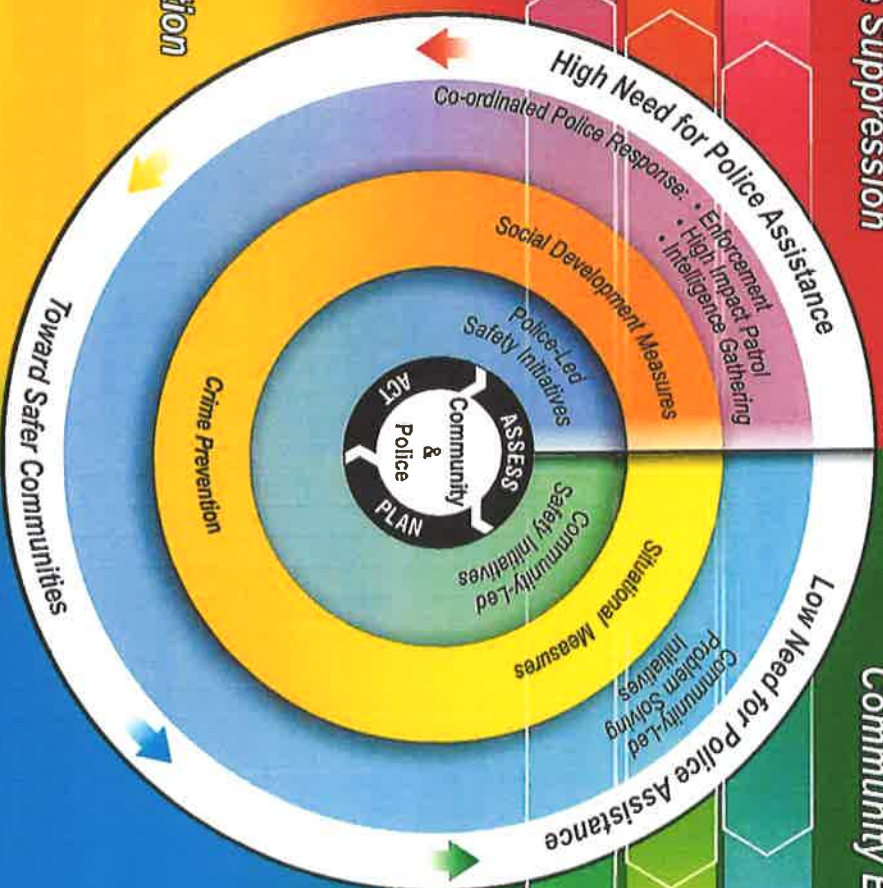 Suppression
Community
High Need for Police Assistance
Low Need for Police Assistance
Co-ordinated Police Response:
• Enforcement
• High Impact Patrol
• Intelligence Gathering
Community-Led
Problem Solving
Initiatives
Social Development Measures
Situational Measures
Police-Led
Safety Initiatives
Community-Led
Safety Initiatives
ASSESS
PLAN
ACT
Community
&
Police
Crime Prevention
Toward Safer Communities